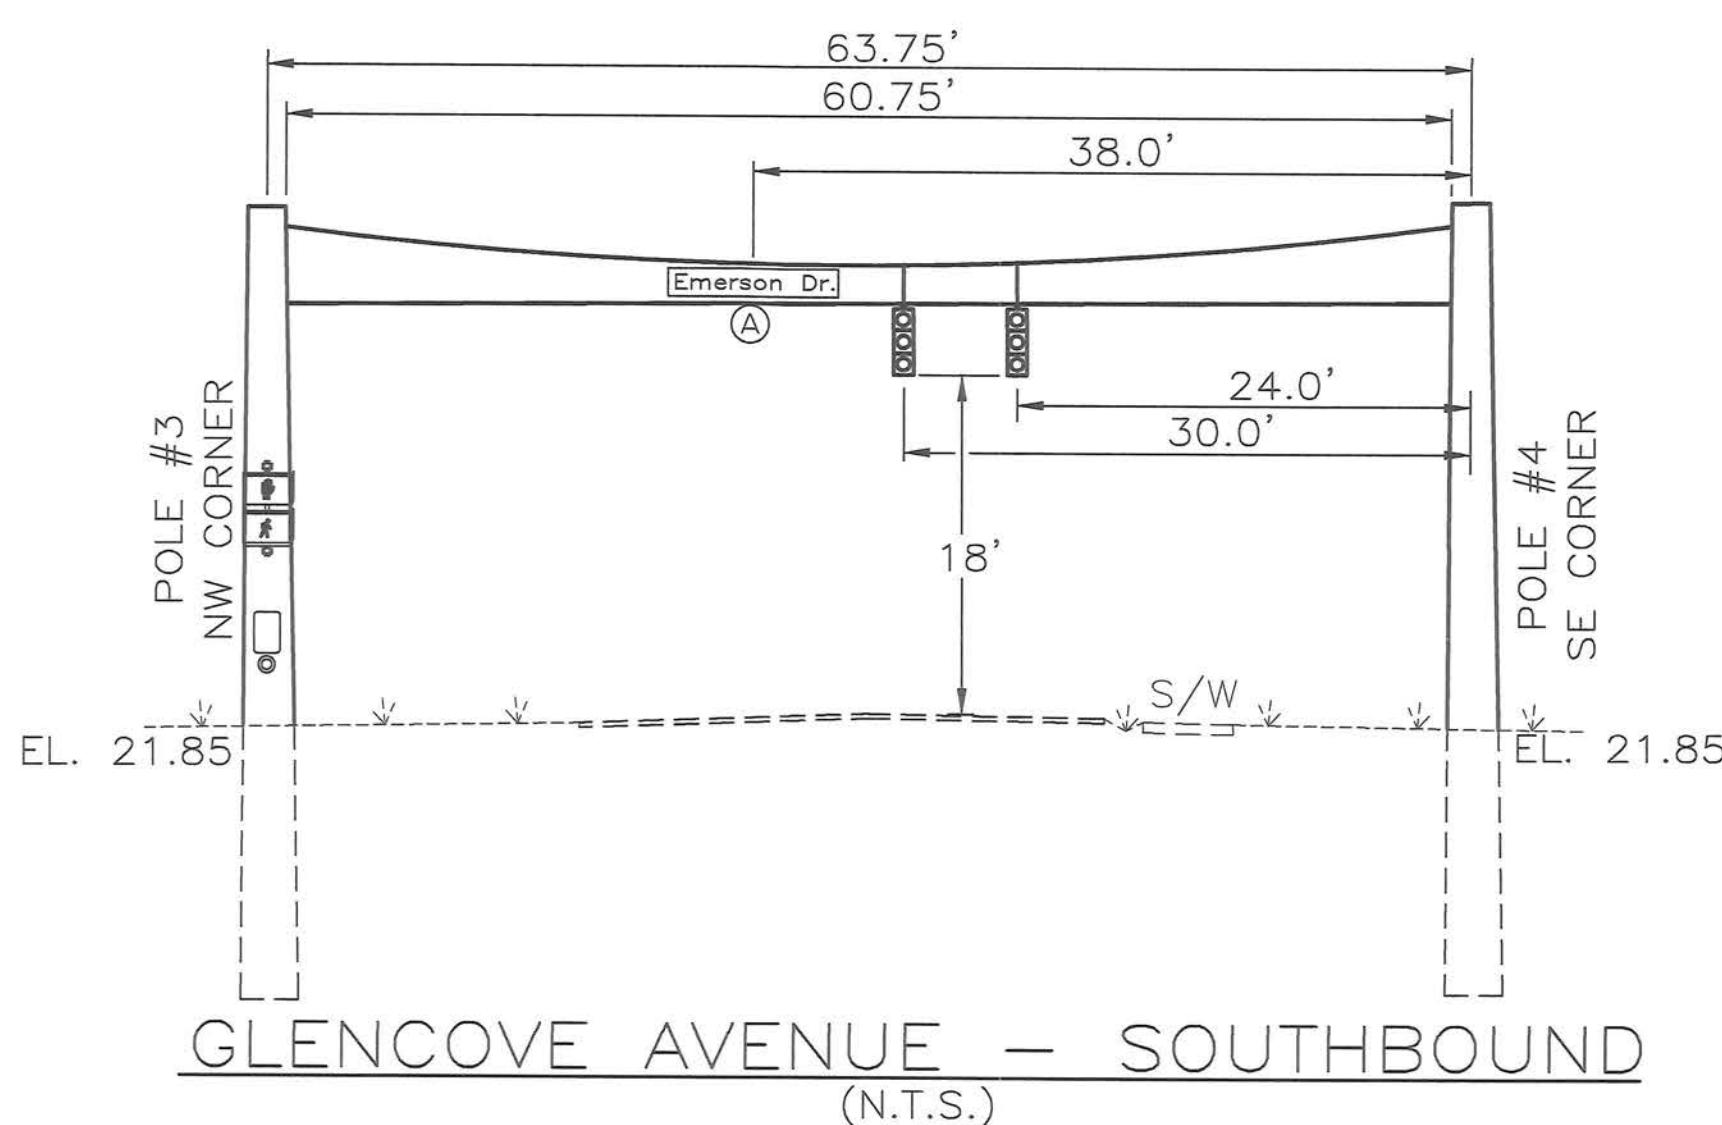 63.75'
60.75'
38.0'
Emerson Dr.
A
24.0'
30.0'
POLE #3
NW CORNER
POLE #4
SE CORNER
18'
S/W
EL. 21.85
EL. 21.85
GLENCOVE AVENUE – SOUTHBOUND
(N.T.S.)